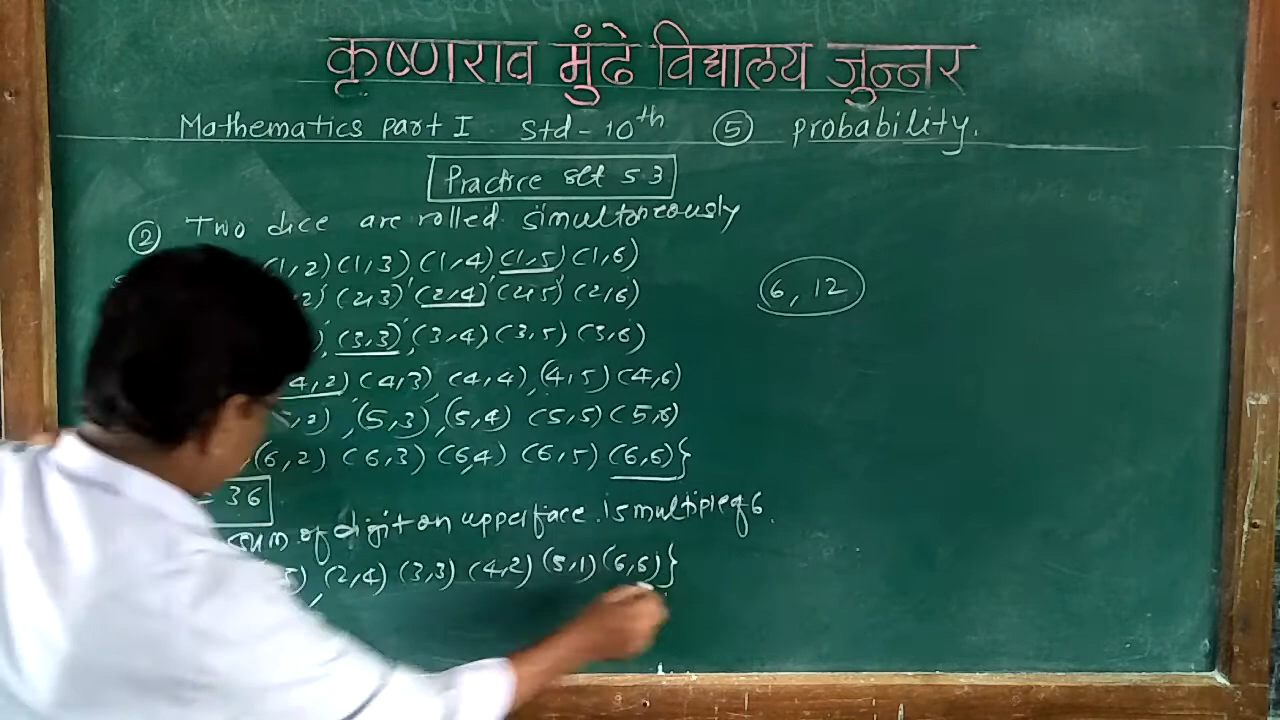 कृष्णराव मुंढे विद्यालय जुन्नर
Mathematics part I Std - 10th ⑤ probability.
Practice set 5.3
② Two dice are rolled simultaneously
(1,2) (1,3) (1,4) (1,5) (1,6)
(2,3) (2,4) (2,5) (2,6)
6, 12
(3,3), (3,4) (3,5) (3,6)
4,2) (4,3), (4,4), (4,5) (4,6)
,2), (5,3), (5,4) (5,5) (5,6)
(6,2) (6,3) (6,4) (6,5) (6,6)}
= 36
sum of digit on upper face is multiple of 6.
5), (2,4) (3,3) (4,2) (5,1) (6,6)}